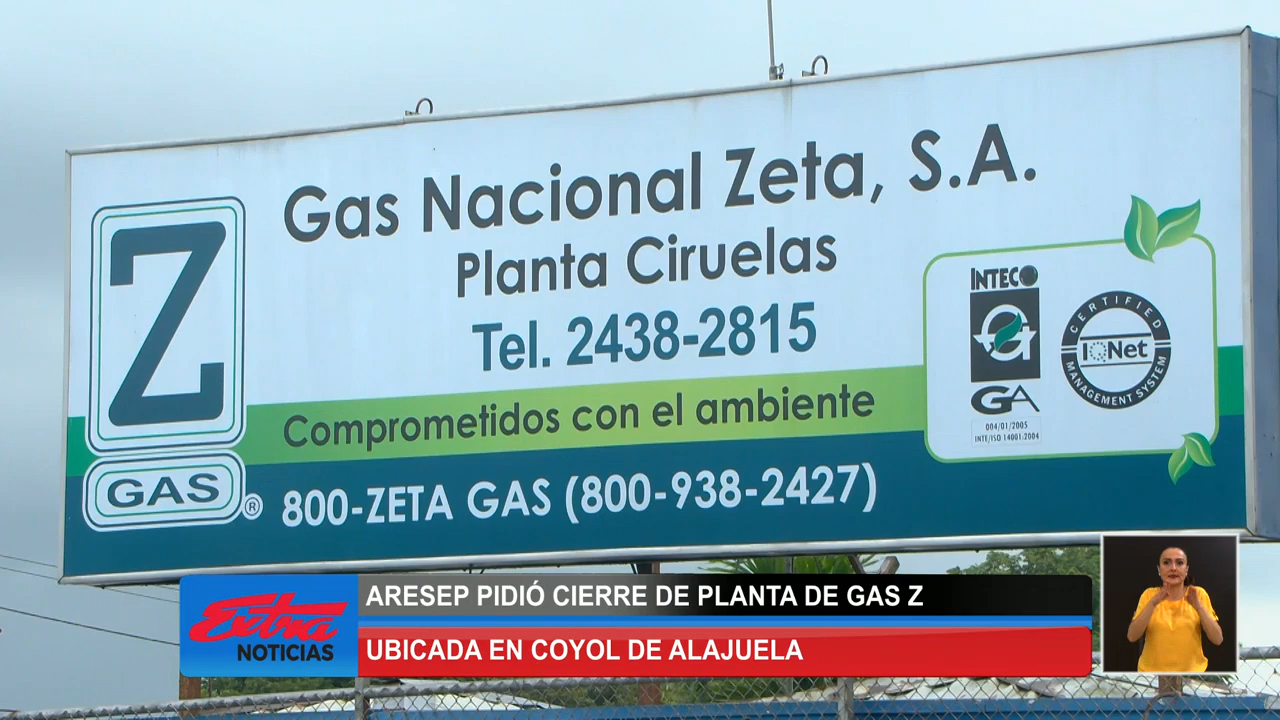 Gas Nacional Zeta, S.A.
Planta Ciruelas
Tel. 2438-2815
Comprometidos con el ambiente
800-ZETA GAS (800-938-2427)
Z
GAS
®
INTECO
GA
004/01/2005
INTE/ISO 14001:2004
CERTIFIED
IQNet
MANAGEMENT SYSTEM
Extra
NOTICIAS
ARESEP PIDIÓ CIERRE DE PLANTA DE GAS Z
UBICADA EN COYOL DE ALAJUELA